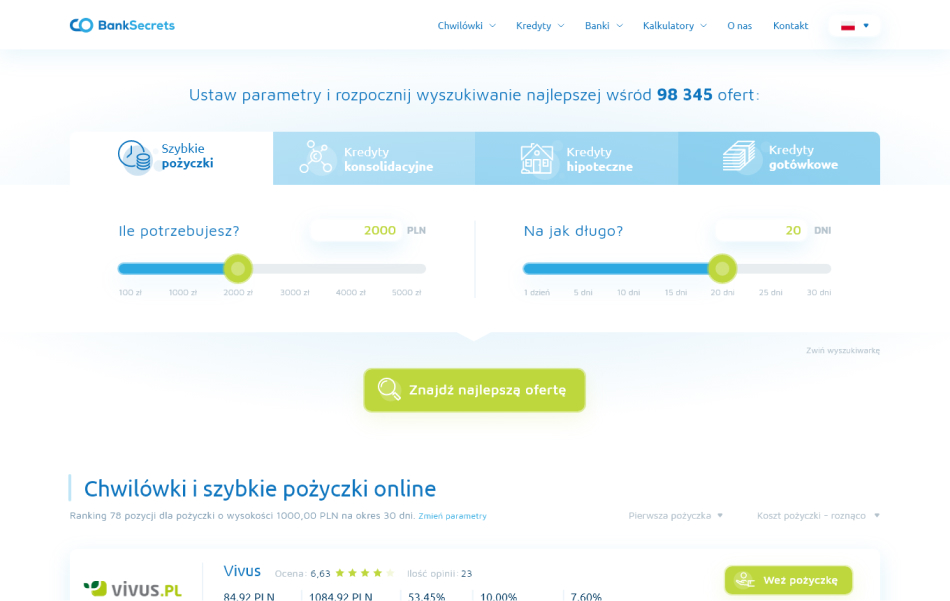 BankSecrets Chwilówki Kredyty Banki Kalkulatory O nas Kontakt
Ustaw parametry i rozpocznij wyszukiwanie najlepszej wśród 98 345 ofert:
Szybkie
pożyczki
Kredyty
konsolidacyjne
Kredyty
hipoteczne
Kredyty
gotówkowe
Ile potrzebujesz? 2000 PLN
100 zł 1000 zł 2000 zł 3000 zł 4000 zł 5000 zł
Na jak długo? 20 DNI
1 dzień 5 dni 10 dni 15 dni 20 dni 25 dni 30 dni
Zwiń wyszukiwarkę
Znajdź najlepszą ofertę
Chwilówki i szybkie pożyczki online
Ranking 78 pozycji dla pożyczki o wysokości 1000,00 PLN na okres 30 dni. Zmień parametry
Pierwsza pożyczka Koszt pożyczki - rosnąco
vivus.PL
Vivus Ocena: 6,63 Ilość opinii: 23
Weź pożyczkę
84.92 PLN 1084.92 PLN 53.45% 10.00% 7.60%